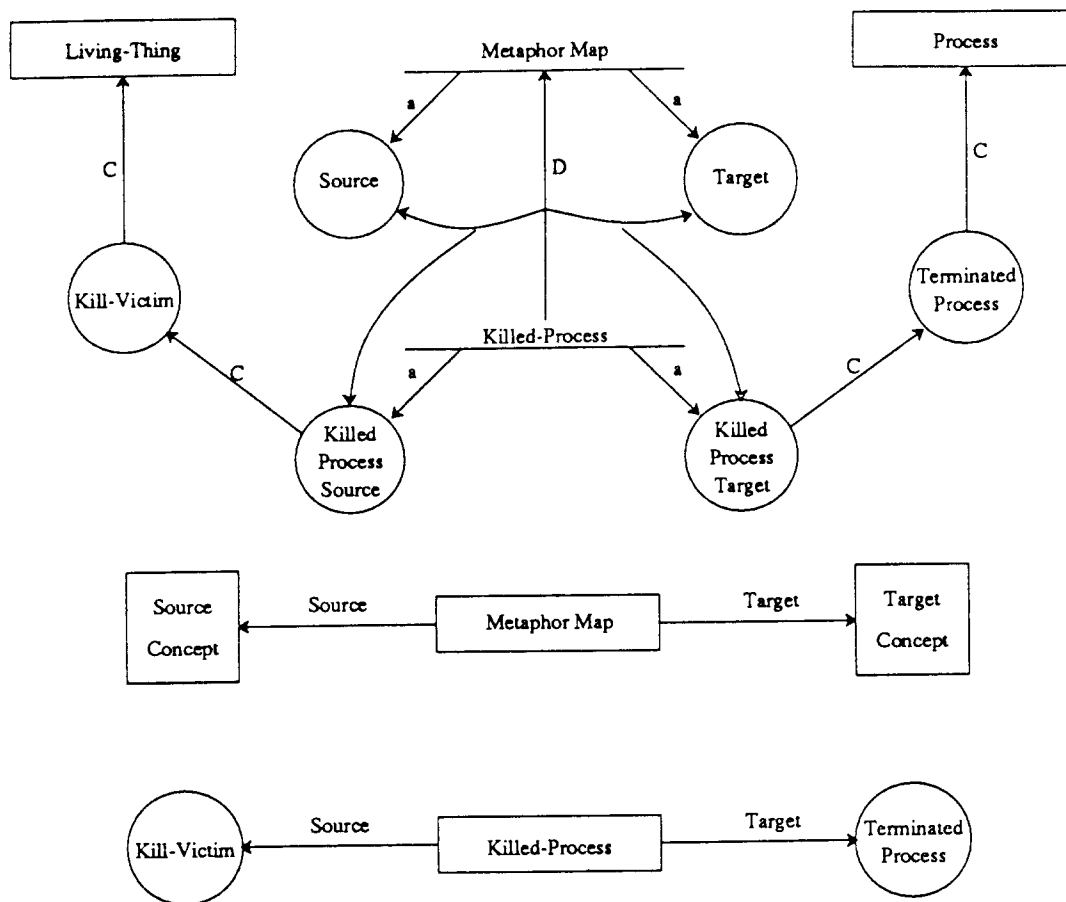 Living-Thing
Metaphor Map
Process
a
a
C
Source
D
Target
C
Kill-Victim
Terminated
Process
Killed-Process
C
a
a
C
Killed
Process
Source
Killed
Process
Target
Source
Concept
Source
Metaphor Map
Target
Target
Concept
Kill-Victim
Source
Killed-Process
Target
Terminated
Process